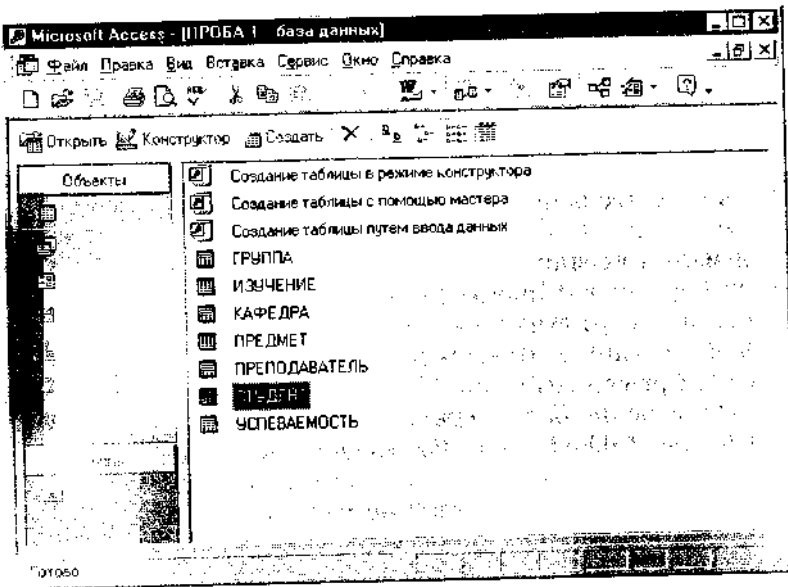 Microsoft Access - [ПРОБА 1 база данных]
Файл Правка Вид Вставка Сервис Окно Справка
Открыть Конструктор Создать
Объекты
Создание таблицы в режиме конструктора
Создание таблицы с помощью мастера
Создание таблицы путем ввода данных
ГРУППА
ИЗУЧЕНИЕ
КАФЕДРА
ПРЕДМЕТ
ПРЕПОДАВАТЕЛЬ
УСПЕВАЕМОСТЬ